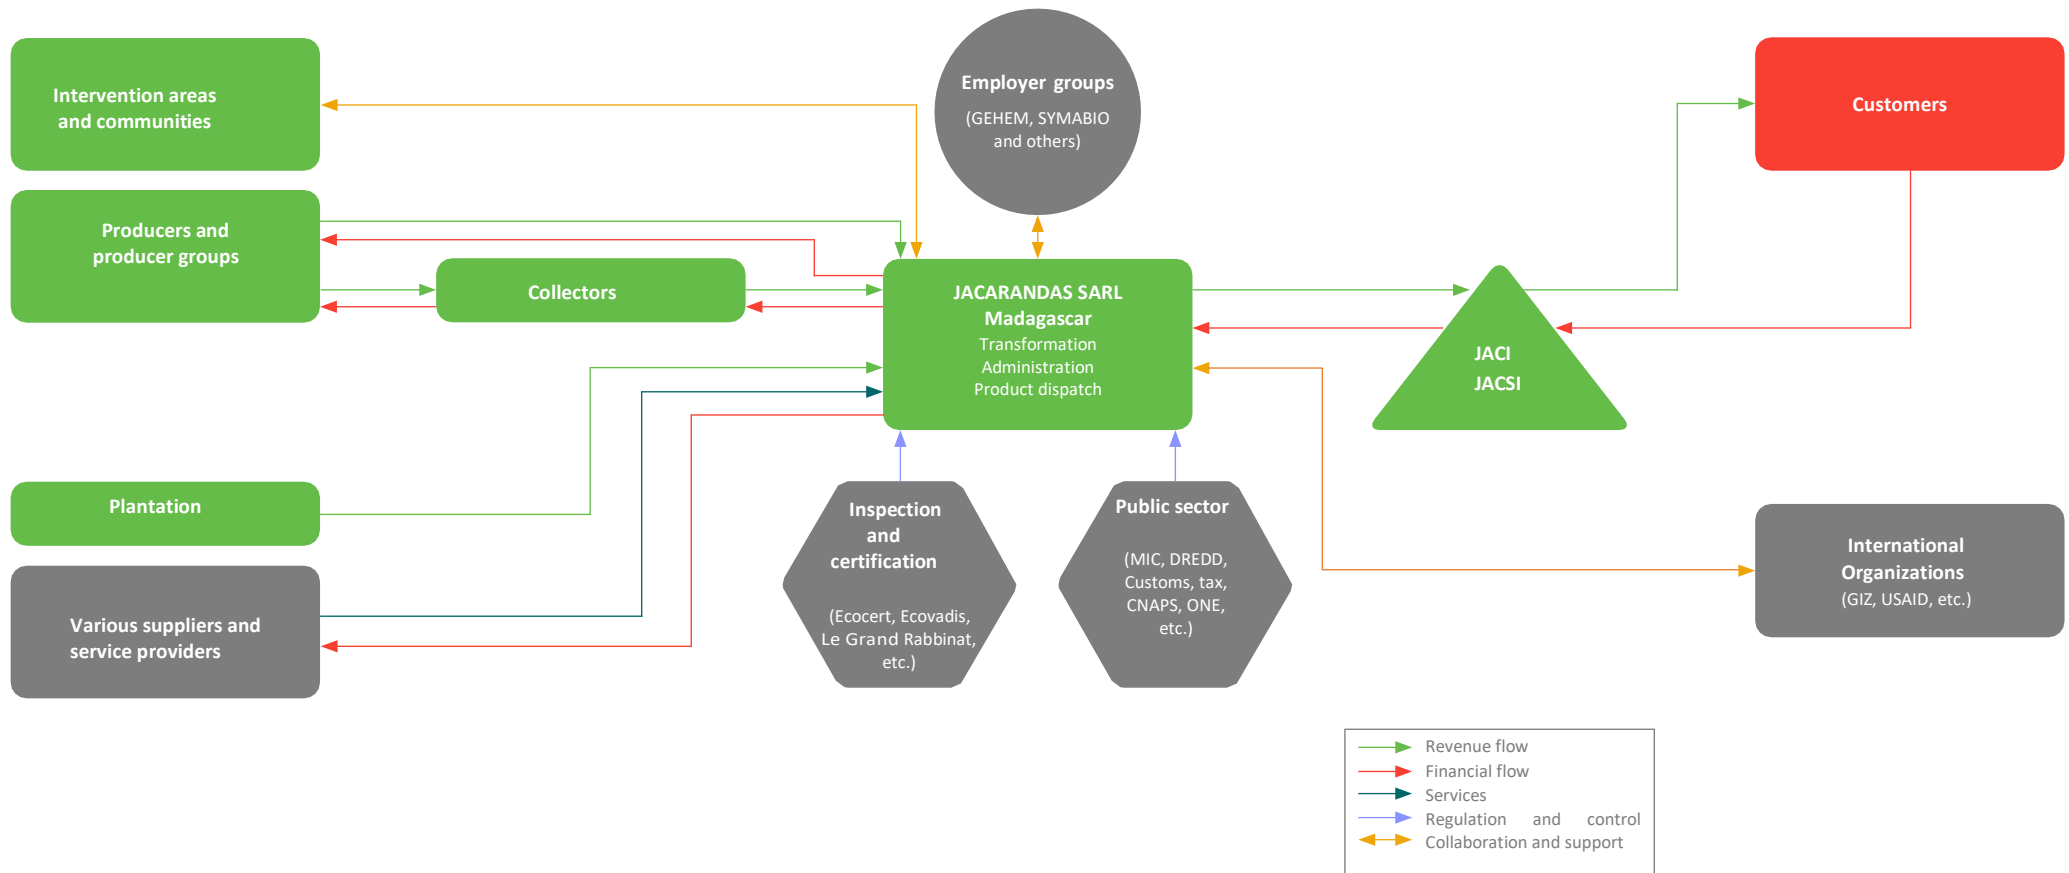 Intervention areas
and communities
Producers and
producer groups
Collectors
Plantation
Various suppliers and
service providers
Employer groups
(GEHEM, SYMABIO
and others)
JACARANDAS SARL
Madagascar
Transformation
Administration
Product dispatch
Inspection
and
certification
(Ecocert, Ecovadis,
Le Grand Rabbinat,
etc.)
Public sector
(MIC, DREDD,
Customs, tax,
CNAPS, ONE,
etc.)
JACI
JACSI
Customers
International
Organizations
(GIZ, USAID, etc.)
Revenue flow
Financial flow
Services
Regulation and control
Collaboration and support